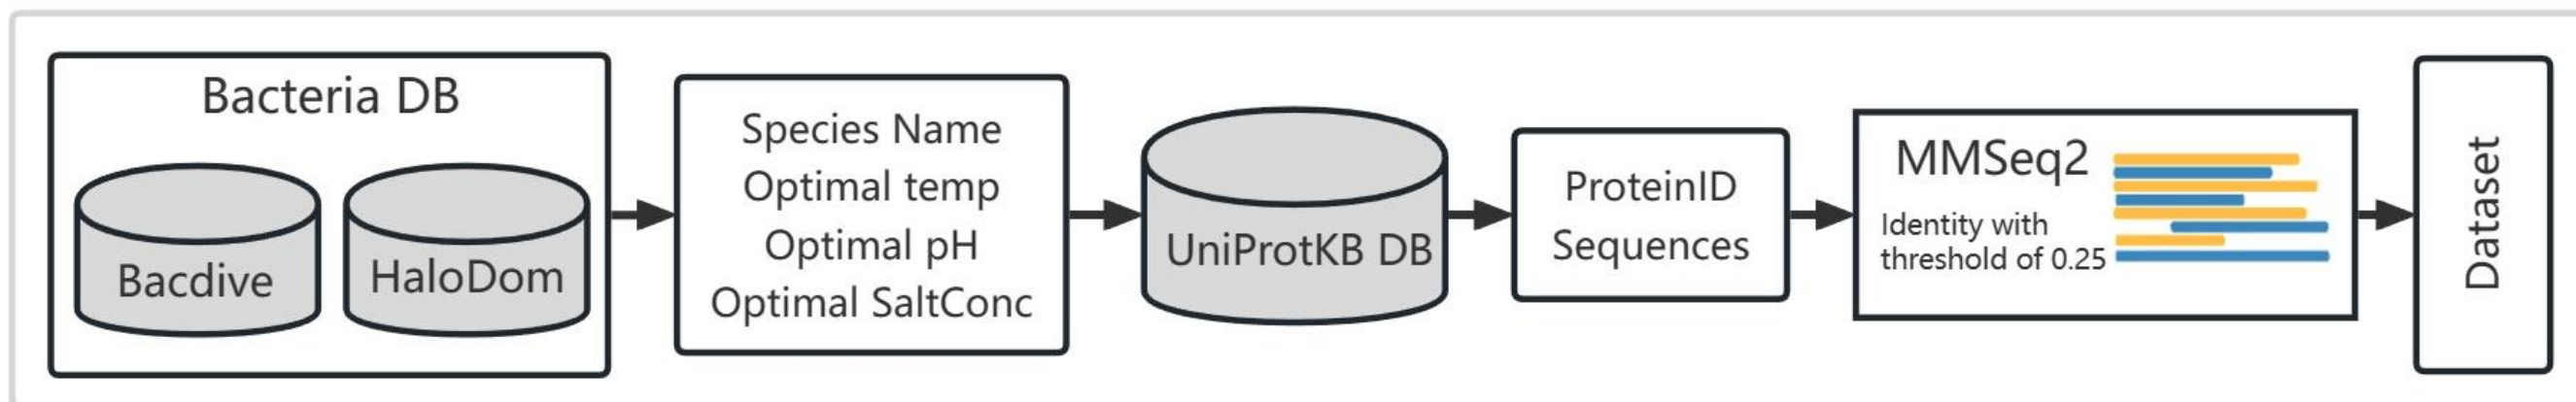 Bacteria DB
Bacdive
HaloDom
Species Name
Optimal temp
Optimal pH
Optimal SaltConc
UniProtKB DB
ProteinID
Sequences
MMSeq2
Identity with
threshold of 0.25
Dataset